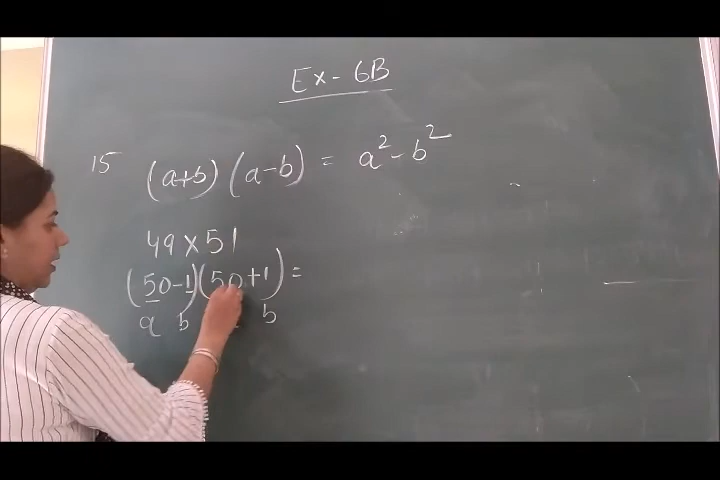 Ex - 6B
15 (a+b) (a-b) = a² - b²
49 × 51
(50-1)(50+1) =
a b b